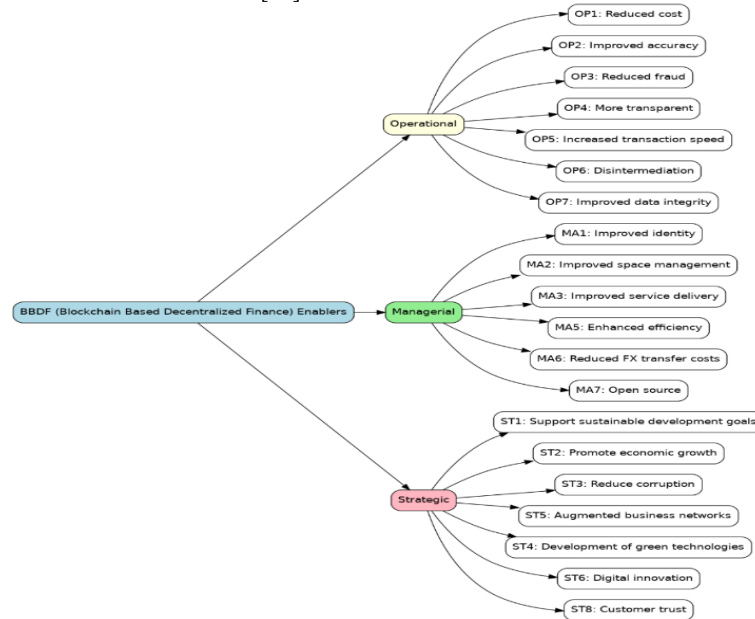 OP1: Reduced cost
OP2: Improved accuracy
OP3: Reduced fraud
OP4: More transparent
Operational
OP5: Increased transaction speed
OP6: Disintermediation
OP7: Improved data integrity
MA1: Improved identity
MA2: Improved space management
MA3: Improved service delivery
BBDF (Blockchain Based Decentralized Finance) Enablers
Managerial
MA5: Enhanced efficiency
MA6: Reduced FX transfer costs
MA7: Open source
ST1: Support sustainable development goals
ST2: Promote economic growth
ST3: Reduce corruption
Strategic
ST5: Augmented business networks
ST4: Development of green technologies
ST6: Digital innovation
ST8: Customer trust